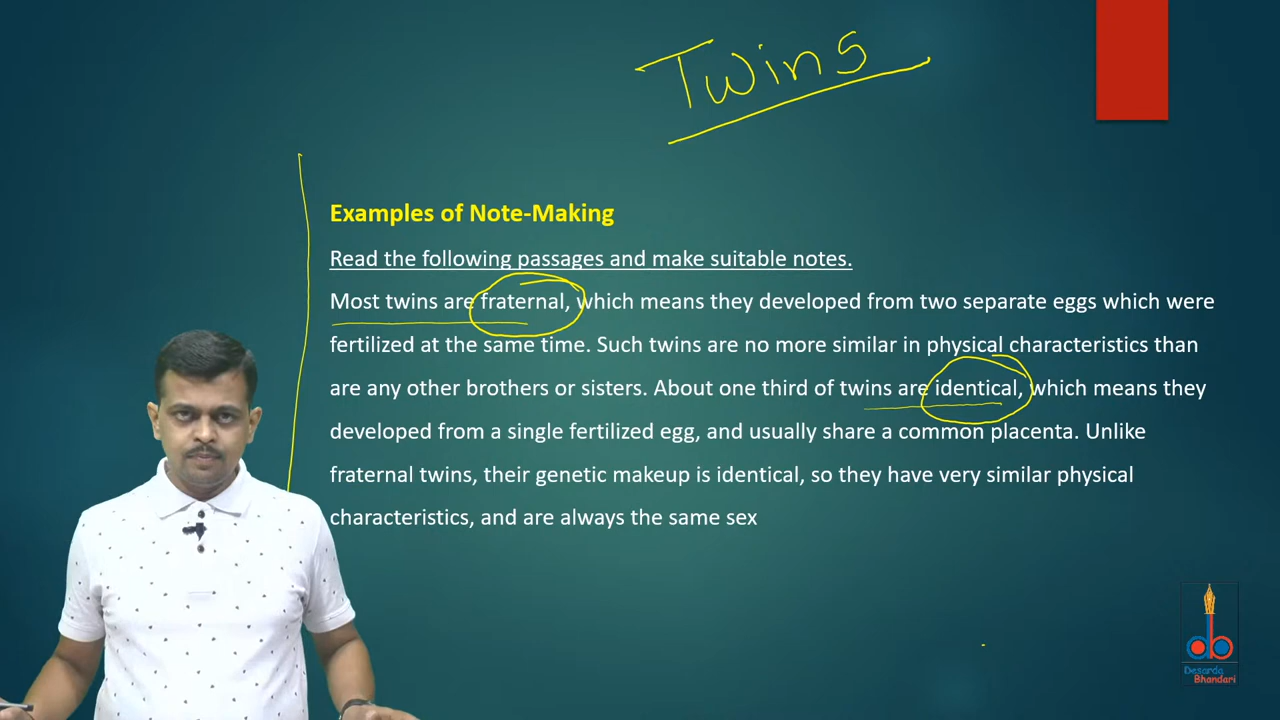 Twins
Examples of Note-Making
Read the following passages and make suitable notes.
Most twins are fraternal, which means they developed from two separate eggs which were
fertilized at the same time. Such twins are no more similar in physical characteristics than
are any other brothers or sisters. About one third of twins are identical, which means they
developed from a single fertilized egg, and usually share a common placenta. Unlike
fraternal twins, their genetic makeup is identical, so they have very similar physical
characteristics, and are always the same sex
db
Desarda
Bhandari